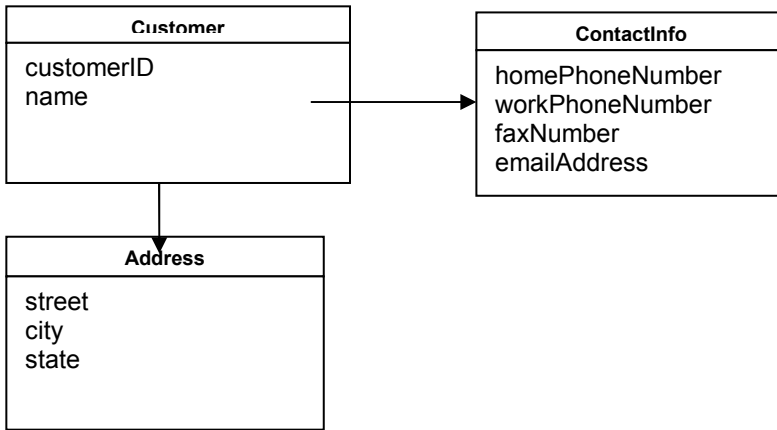 Customer
customerID
name
ContactInfo
homePhoneNumber
workPhoneNumber
faxNumber
emailAddress
Address
street
city
state